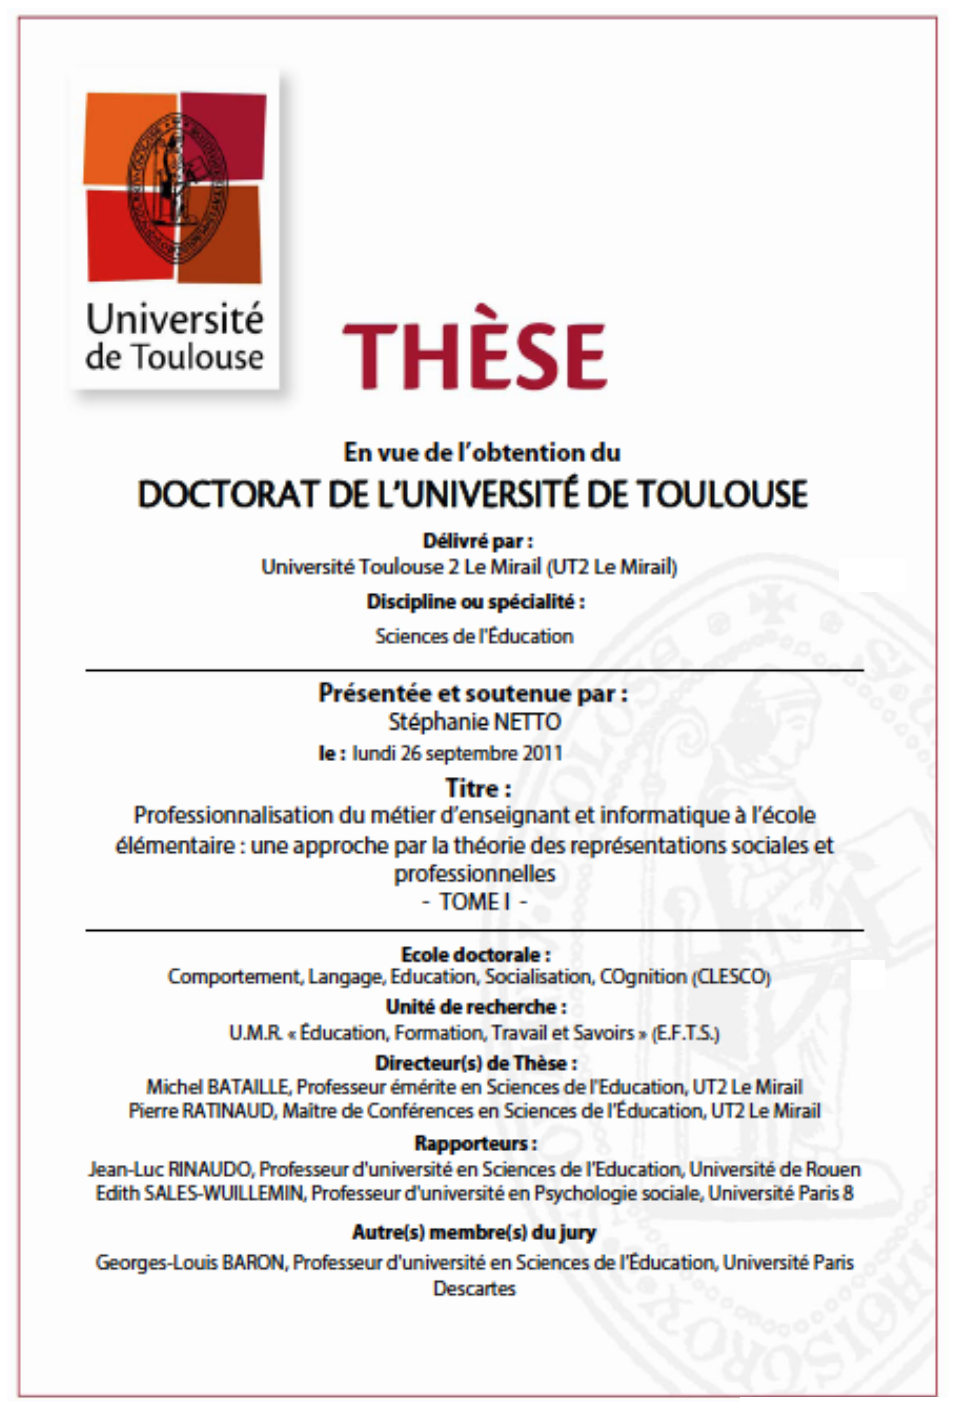 Université
de Toulouse
THÈSE
En vue de l'obtention du
DOCTORAT DE L'UNIVERSITÉ DE TOULOUSE
Délivré par :
Université Toulouse 2 Le Mirail (UT2 Le Mirail)
Discipline ou spécialité :
Sciences de l'Éducation
Présentée et soutenue par :
Stéphanie NETTO
le : lundi 26 septembre 2011
Titre :
Professionnalisation du métier d'enseignant et informatique à l'école
élémentaire : une approche par la théorie des représentations sociales et
professionnelles
- TOME I -
Ecole doctorale :
Comportement, Langage, Education, Socialisation, COgnition (CLESCO)
Unité de recherche :
U.M.R. « Éducation, Formation, Travail et Savoirs » (E.F.T.S.)
Directeur(s) de Thèse :
Michel BATAILLE, Professeur émérite en Sciences de l'Education, UT2 Le Mirail
Pierre RATINAUD, Maître de Conférences en Sciences de l'Éducation, UT2 Le Mirail
Rapporteurs :
Jean-Luc RINAUDO, Professeur d'université en Sciences de l'Education, Université de Rouen
Edith SALES-WUILLEMIN, Professeur d'université en Psychologie sociale, Université Paris 8
Autre(s) membre(s) du jury
Georges-Louis BARON, Professeur d'université en Sciences de l'Éducation, Université Paris
Descartes